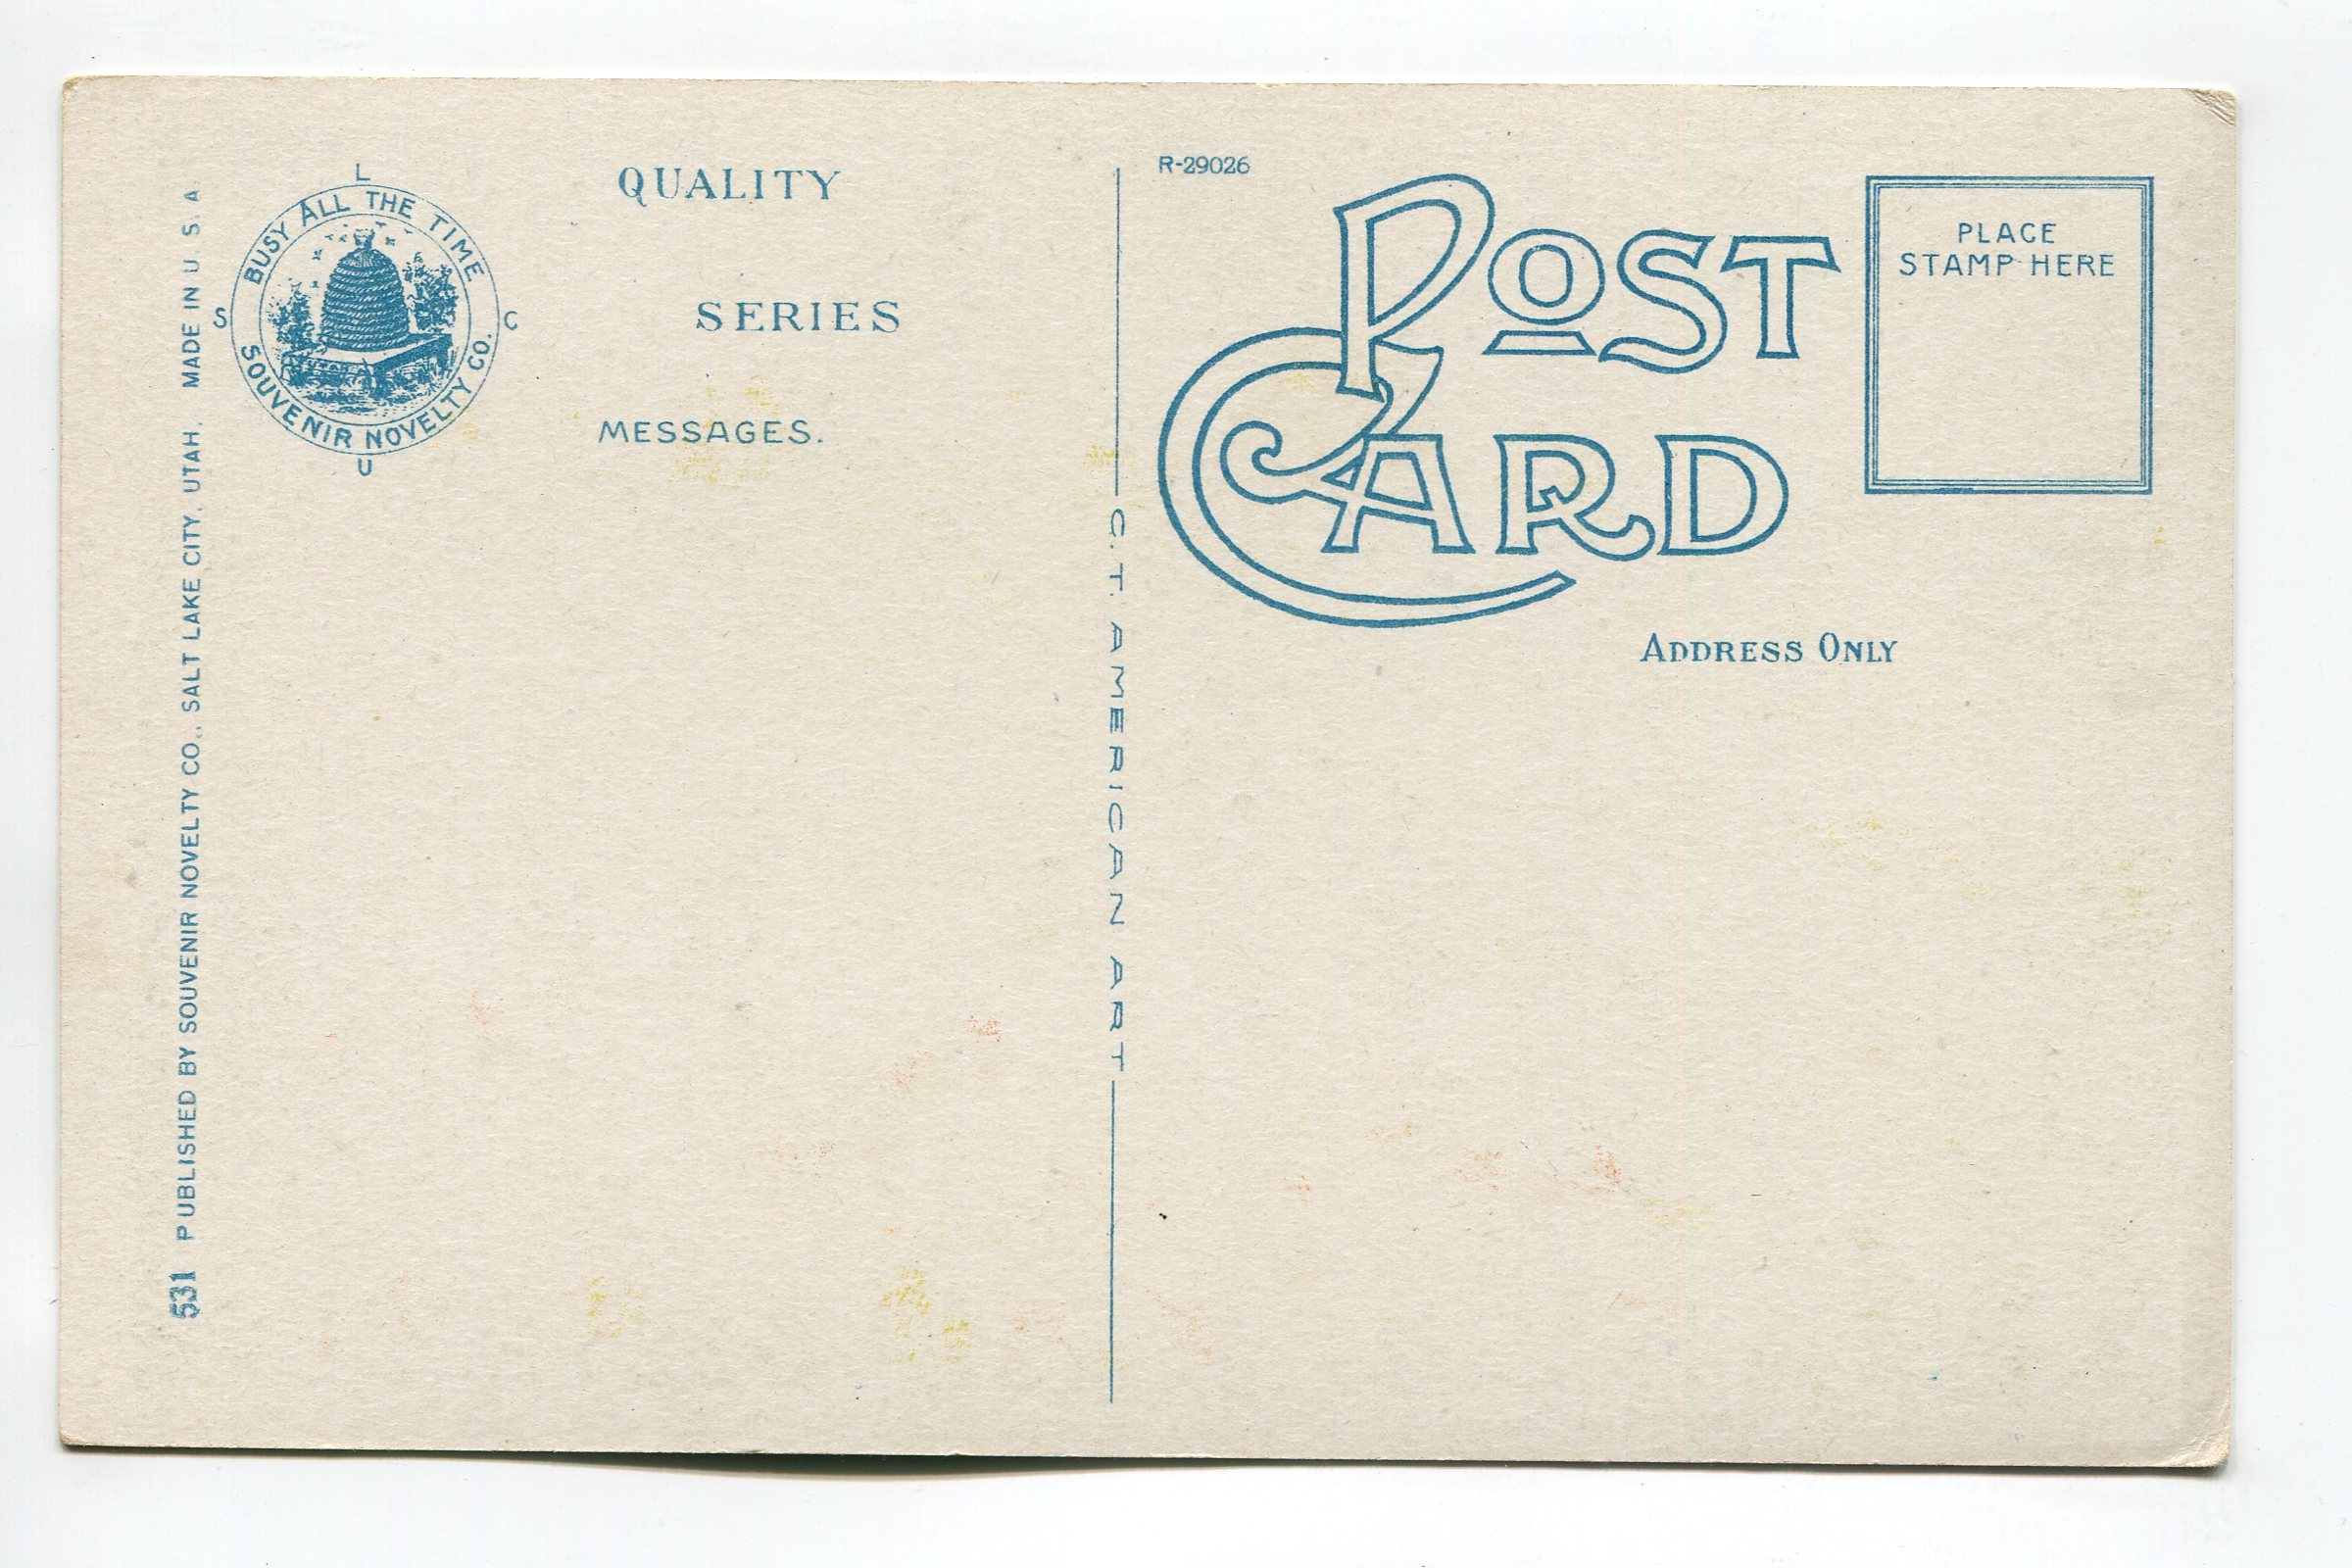 531 PUBLISHED BY SOUVENIR NOVELTY CO., SALT LAKE CITY, UTAH. MADE IN U. S. A
L
BUSY ALL THE TIME
S
C
SOUVENIR NOVELTY CO.
U
QUALITY
SERIES
MESSAGES.
C. T. AMERICAN ART
R-29026
POST
CARD
PLACE
STAMP HERE
ADDRESS ONLY